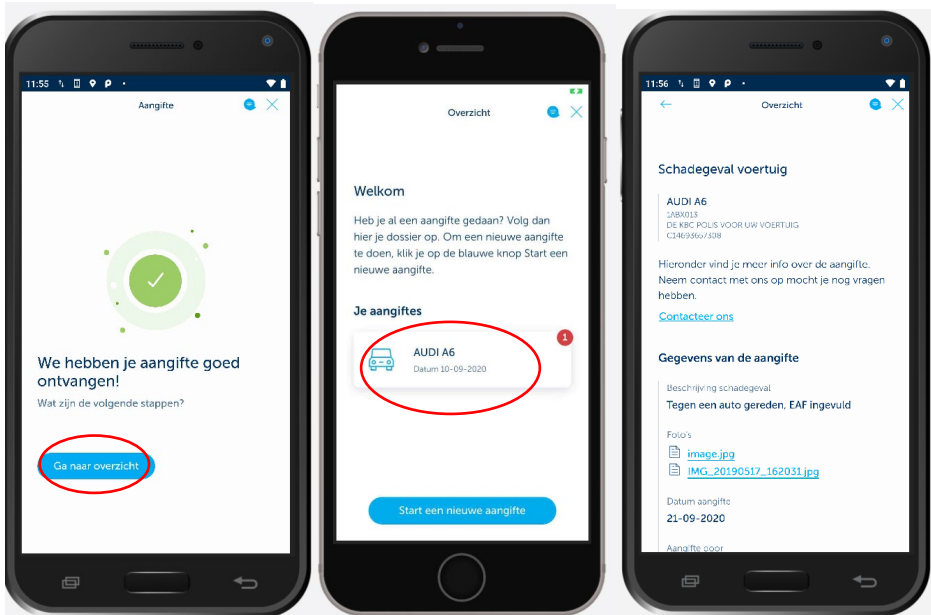 11:55
Aangifte
We hebben je aangifte goed
ontvangen!
Wat zijn de volgende stappen?
Ga naar overzicht
Overzicht
Welkom
Heb je al een aangifte gedaan? Volg dan
hier je dossier op. Om een nieuwe aangifte
te doen, klik je op de blauwe knop Start een
nieuwe aangifte.
Je aangiftes
1
AUDI A6
Datum 10-09-2020
Start een nieuwe aangifte
11:56
Overzicht
Schadegeval voertuig
AUDI A6
1ABX013
DE KBC POLIS VOOR UW VOERTUIG
C14693657308
Hieronder vind je meer info over de aangifte.
Neem contact met ons op mocht je nog vragen
hebben.
Contacteer ons
Gegevens van de aangifte
Beschrijving schadegeval
Tegen een auto gereden, EAF ingevuld
Foto's
image.jpg
IMG_20190517_162031.jpg
Datum aangifte
21-09-2020
Aangifte door